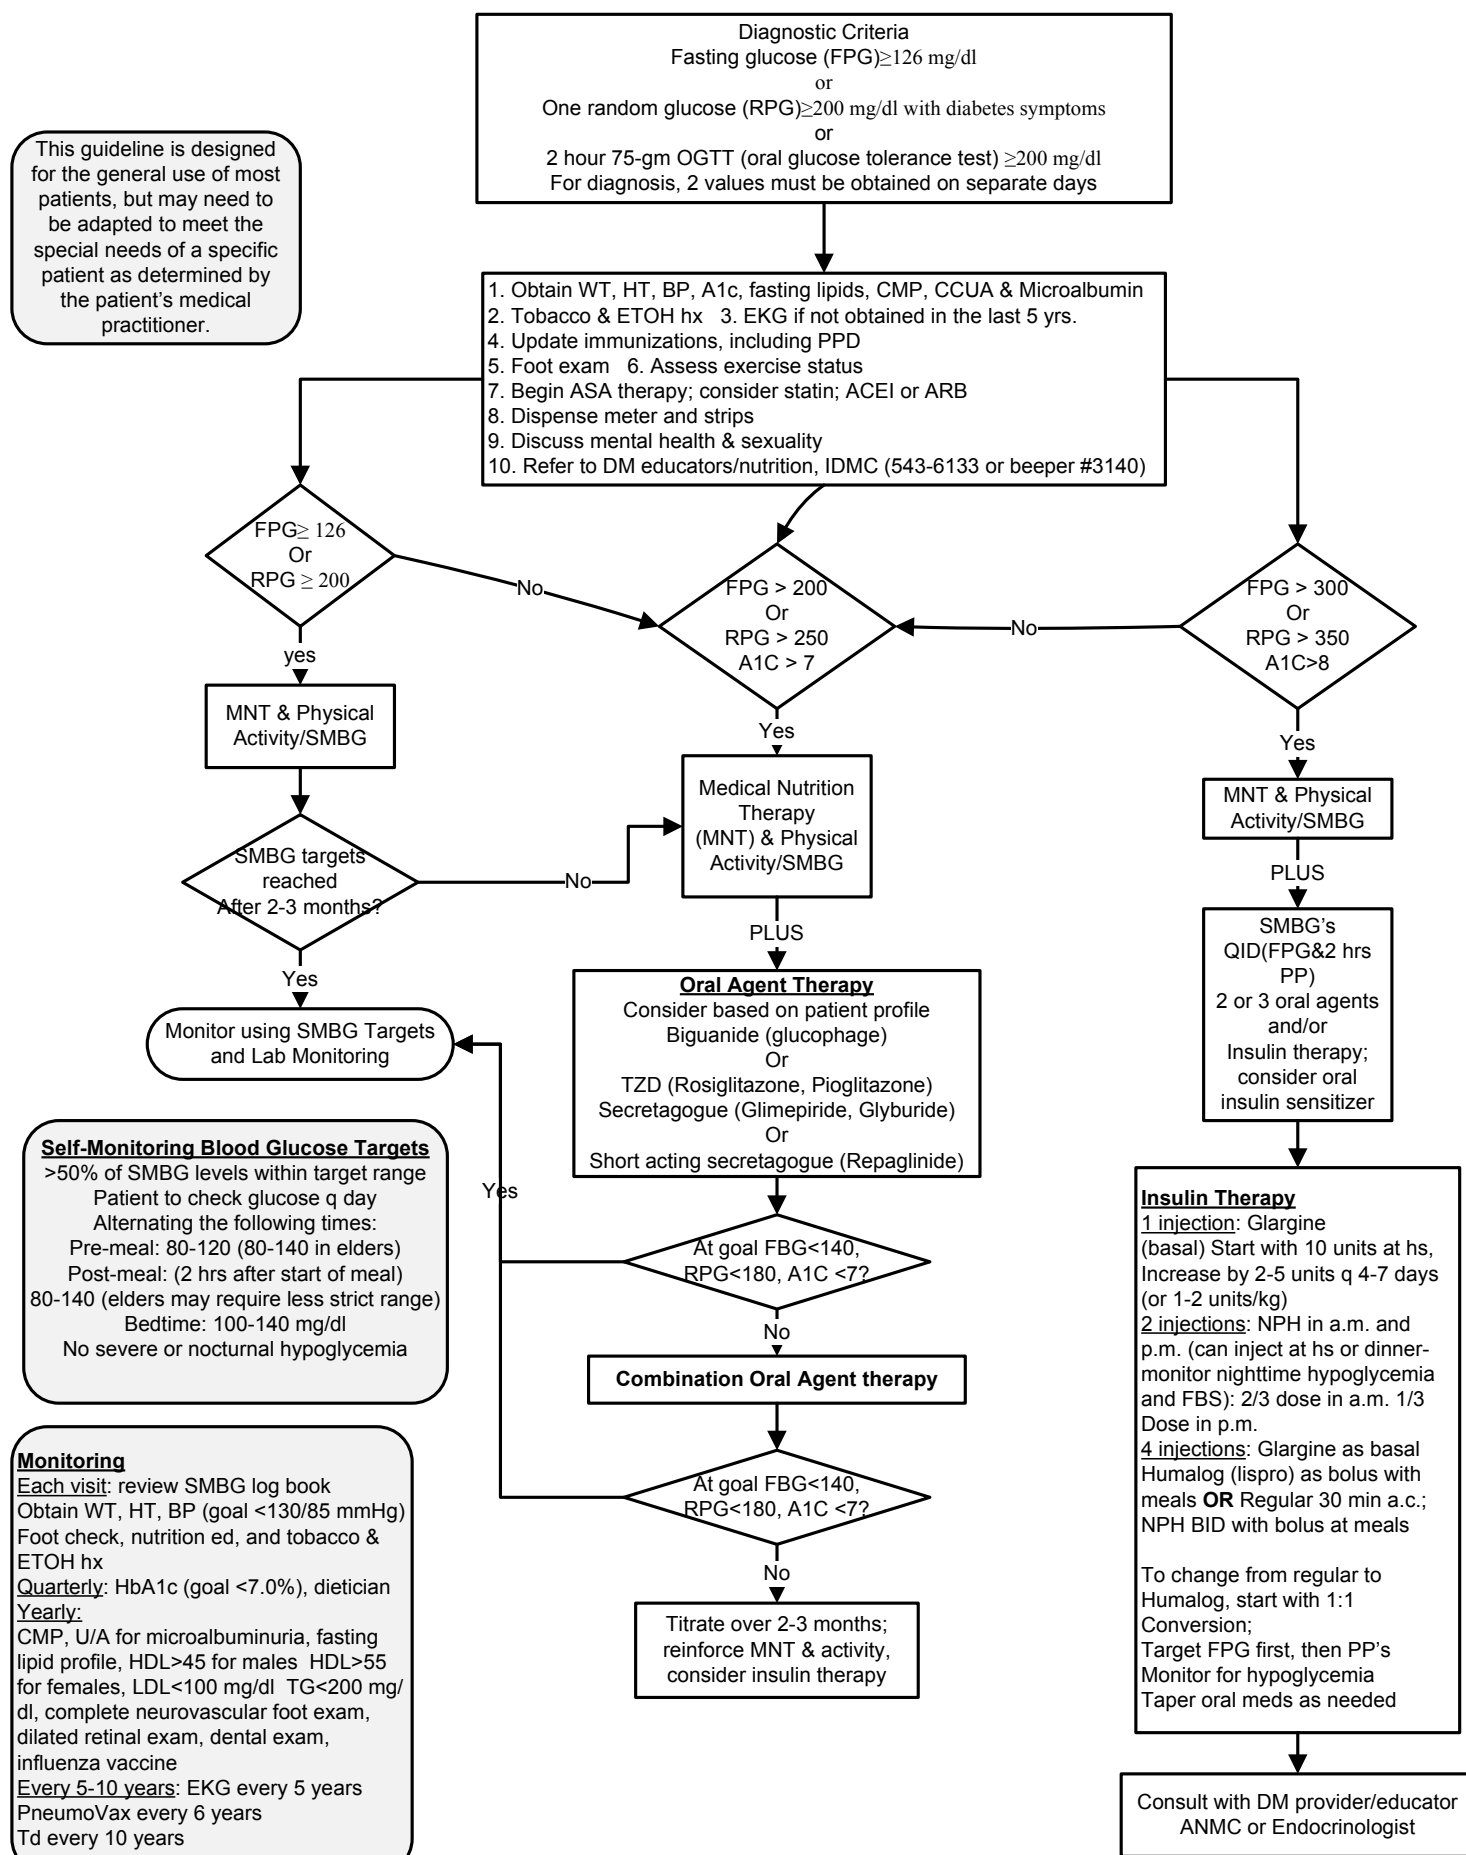 Diagnostic Criteria
Fasting glucose (FPG)≥126 mg/dl
or
One random glucose (RPG)≥200 mg/dl with diabetes symptoms
or
2 hour 75-gm OGTT (oral glucose tolerance test) ≥200 mg/dl
For diagnosis, 2 values must be obtained on separate days
This guideline is designed
for the general use of most
patients, but may need to
be adapted to meet the
special needs of a specific
patient as determined by
the patient's medical
practitioner.
1. Obtain WT, HT, BP, A1c, fasting lipids, CMP, CCUA & Microalbumin
2. Tobacco & ETOH hx   3. EKG if not obtained in the last 5 yrs.
4. Update immunizations, including PPD
5. Foot exam   6. Assess exercise status
7. Begin ASA therapy; consider statin; ACEI or ARB
8. Dispense meter and strips
9. Discuss mental health & sexuality
10. Refer to DM educators/nutrition, IDMC (543-6133 or beeper #3140)
FPG≥ 126
Or
RPG ≥ 200
No
FPG > 200
Or
RPG > 250
A1C > 7
No
FPG > 300
Or
RPG > 350
A1C>8
yes
MNT & Physical
Activity/SMBG
SMBG targets
reached
After 2-3 months?
No
Yes
Monitor using SMBG Targets
and Lab Monitoring
Yes
Medical Nutrition
Therapy
(MNT) & Physical
Activity/SMBG
PLUS
Oral Agent Therapy
Consider based on patient profile
Biguanide (glucophage)
Or
TZD (Rosiglitazone, Pioglitazone)
Secretagogue (Glimepiride, Glyburide)
Or
Short acting secretagogue (Repaglinide)
Yes
At goal FBG<140,
RPG<180, A1C <7?
No
Combination Oral Agent therapy
At goal FBG<140,
RPG<180, A1C <7?
No
Titrate over 2-3 months;
reinforce MNT & activity,
consider insulin therapy
Yes
MNT & Physical
Activity/SMBG
PLUS
SMBG's
QID(FPG&2 hrs
PP)
2 or 3 oral agents
and/or
Insulin therapy;
consider oral
insulin sensitizer
Insulin Therapy
1 injection: Glargine
(basal) Start with 10 units at hs,
Increase by 2-5 units q 4-7 days
(or 1-2 units/kg)
2 injections: NPH in a.m. and
p.m. (can inject at hs or dinner-
monitor nighttime hypoglycemia
and FBS): 2/3 dose in a.m. 1/3
Dose in p.m.
4 injections: Glargine as basal
Humalog (lispro) as bolus with
meals OR Regular 30 min a.c.;
NPH BID with bolus at meals
To change from regular to
Humalog, start with 1:1
Conversion;
Target FPG first, then PP's
Monitor for hypoglycemia
Taper oral meds as needed
Consult with DM provider/educator
ANMC or Endocrinologist
Self-Monitoring Blood Glucose Targets
>50% of SMBG levels within target range
Patient to check glucose q day
Alternating the following times:
Pre-meal: 80-120 (80-140 in elders)
Post-meal: (2 hrs after start of meal)
80-140 (elders may require less strict range)
Bedtime: 100-140 mg/dl
No severe or nocturnal hypoglycemia
Monitoring
Each visit: review SMBG log book
Obtain WT, HT, BP (goal <130/85 mmHg)
Foot check, nutrition ed, and tobacco &
ETOH hx
Quarterly: HbA1c (goal <7.0%), dietician
Yearly:
CMP, U/A for microalbuminuria, fasting
lipid profile, HDL>45 for males  HDL>55
for females, LDL<100 mg/dl  TG<200 mg/
dl, complete neurovascular foot exam,
dilated retinal exam, dental exam,
influenza vaccine
Every 5-10 years: EKG every 5 years
PneumoVax every 6 years
Td every 10 years